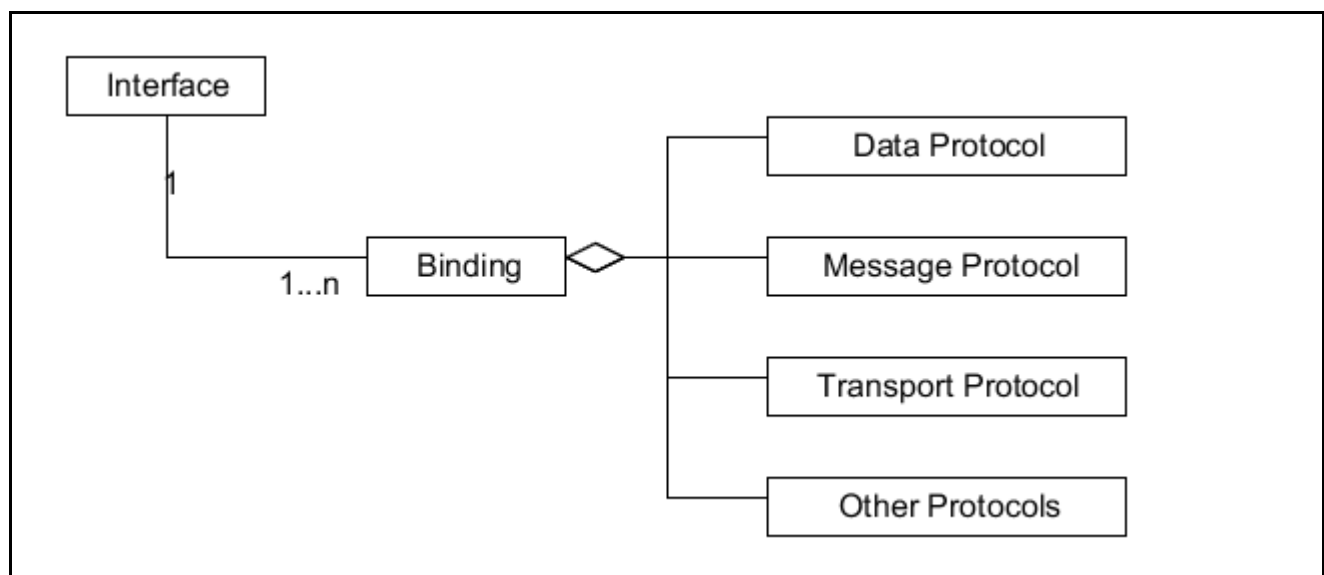 Interface
Data Protocol
1
Binding
Message Protocol
1...n
Transport Protocol
Other Protocols